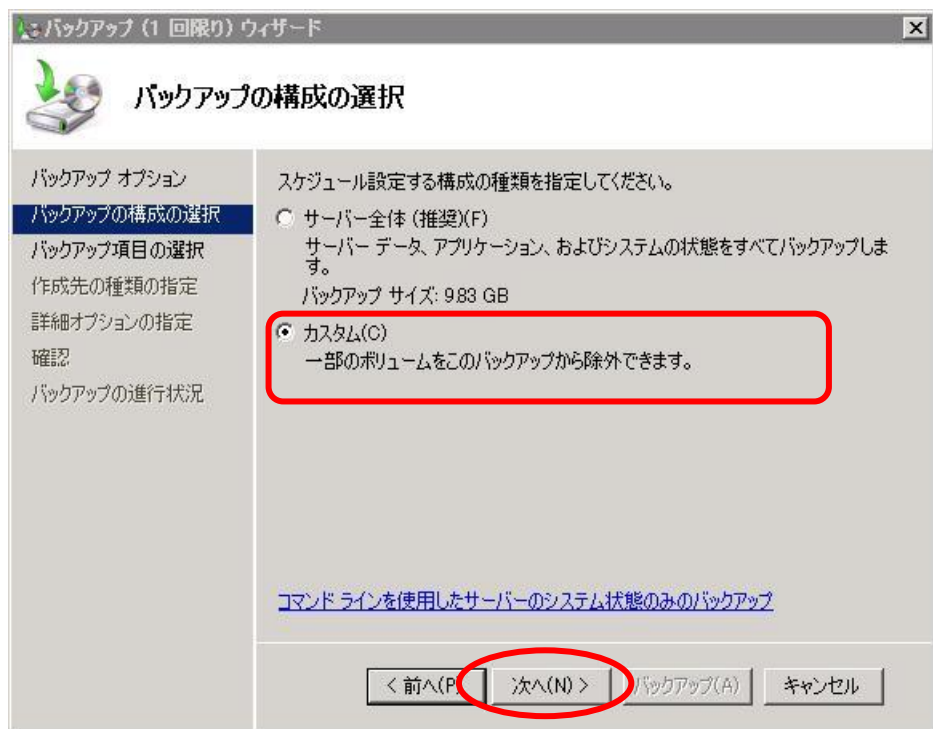 バックアップ (1 回限り) ウィザード
バックアップの構成の選択
バックアップ オプション
バックアップの構成の選択
バックアップ項目の選択
作成先の種類の指定
詳細オプションの指定
確認
バックアップの進行状況
スケジュール設定する構成の種類を指定してください。
サーバー全体 (推奨)(F)
サーバー データ、アプリケーション、およびシステムの状態をすべてバックアップしま
す。
バックアップ サイズ: 9.83 GB
カスタム(C)
一部のボリュームをこのバックアップから除外できます。
コマンド ラインを使用したサーバーのシステム状態のみのバックアップ
< 前へ(P)
次へ(N) >
バックアップ(A)
キャンセル